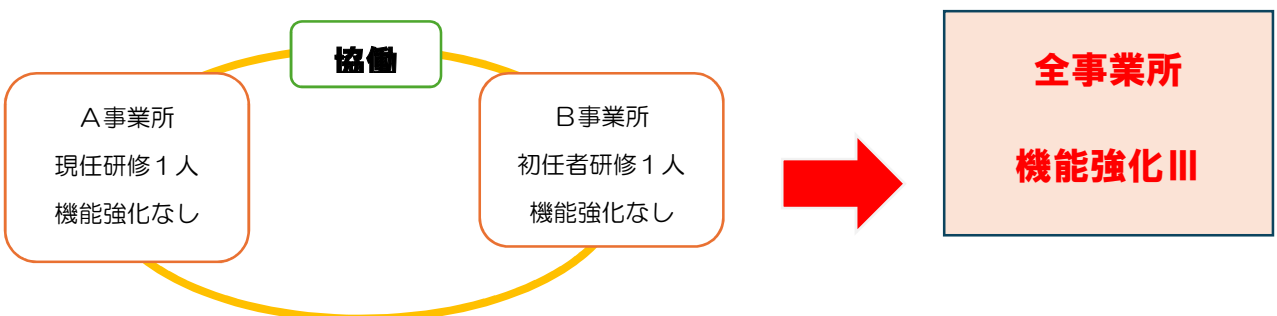 協働
A事業所
現任研修1人
機能強化なし
B事業所
初任者研修1人
機能強化なし
全事業所
機能強化Ⅲ